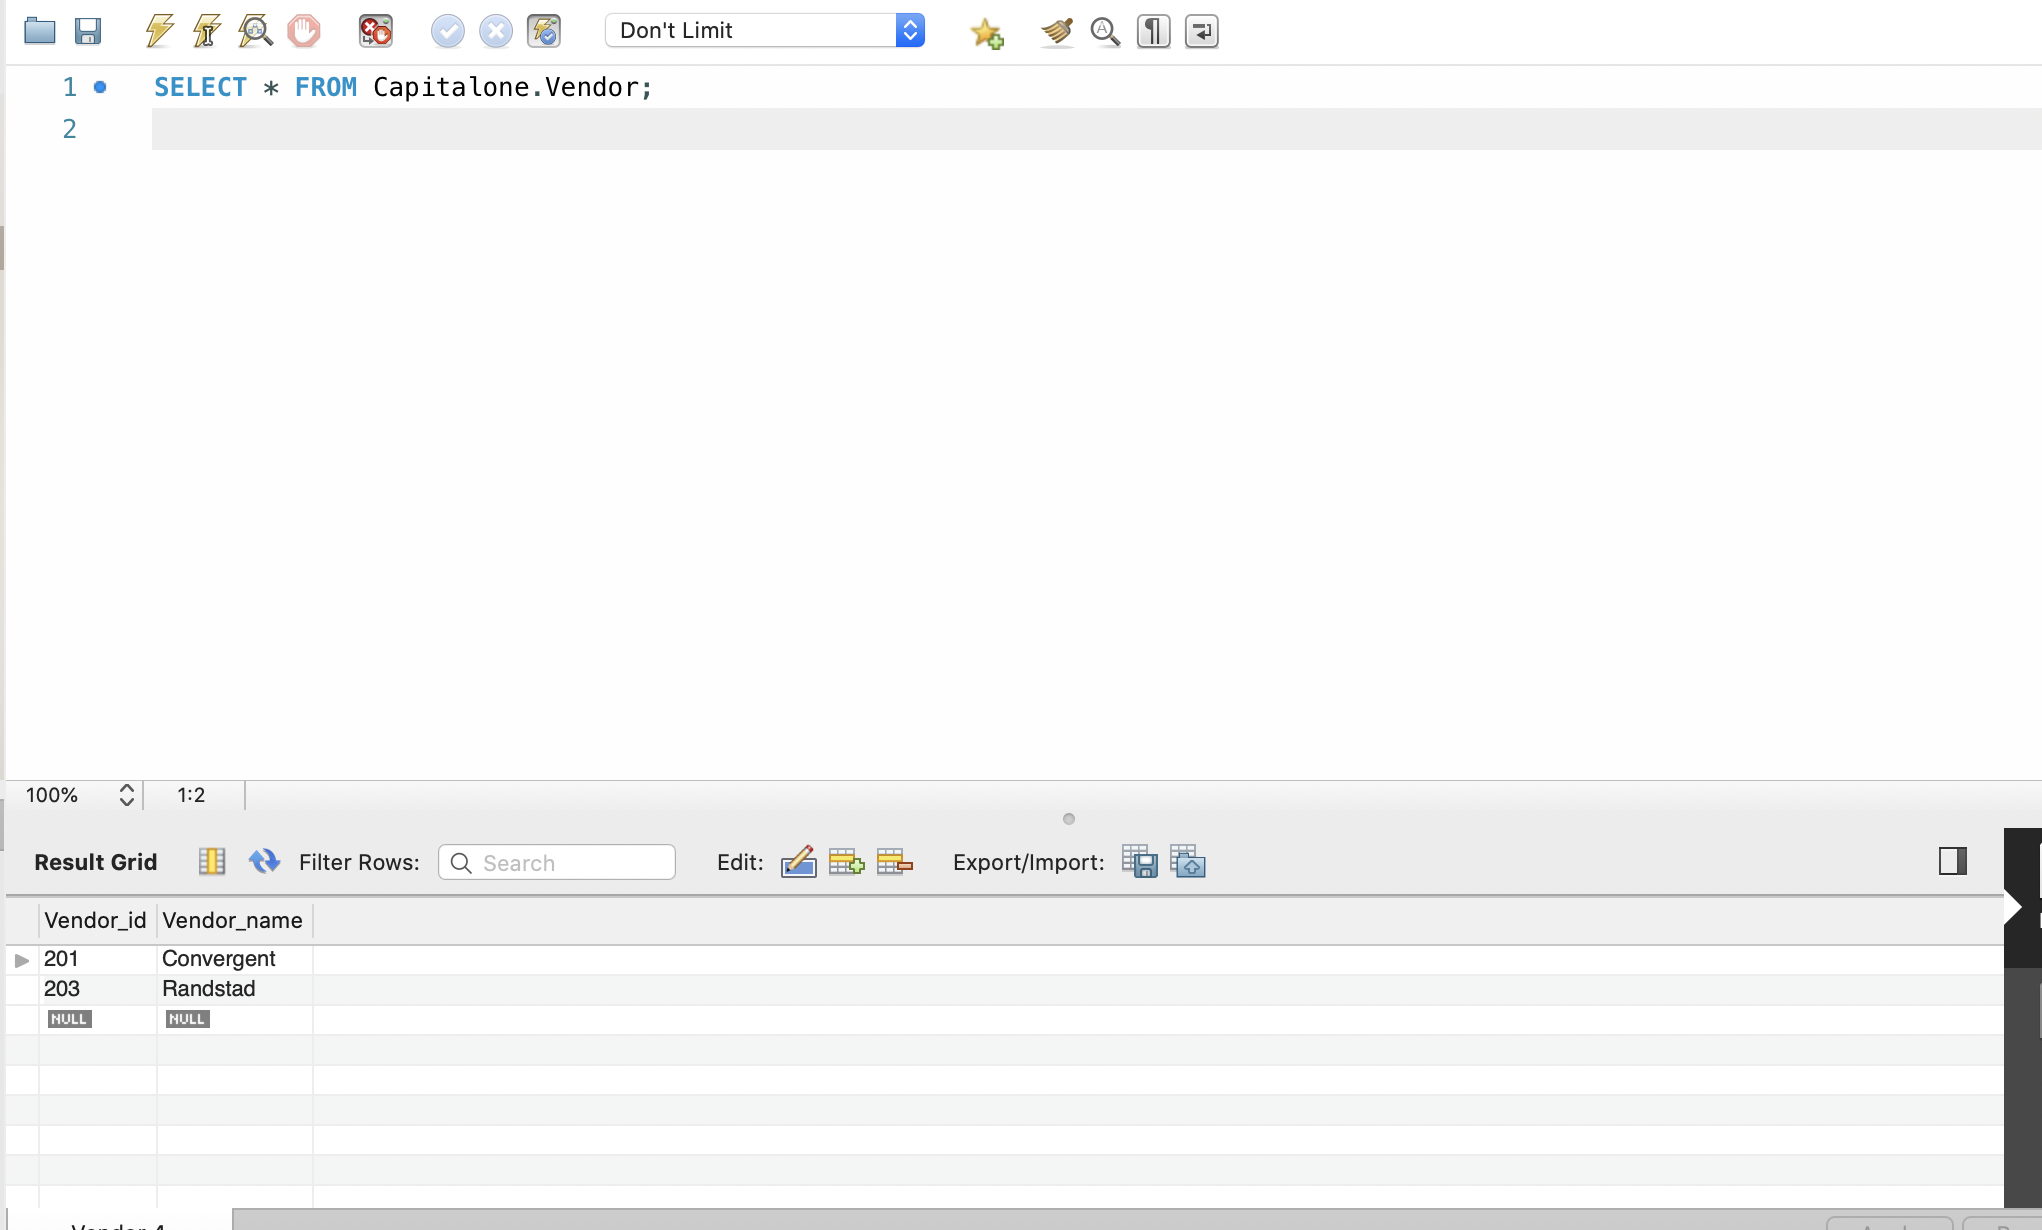 Don't Limit
1 SELECT * FROM Capitalone.Vendor;
2
100% 1:2
Result Grid Filter Rows: Search Edit: Export/Import:
Vendor_id Vendor_name
201 Convergent
203 Randstad
NULL NULL